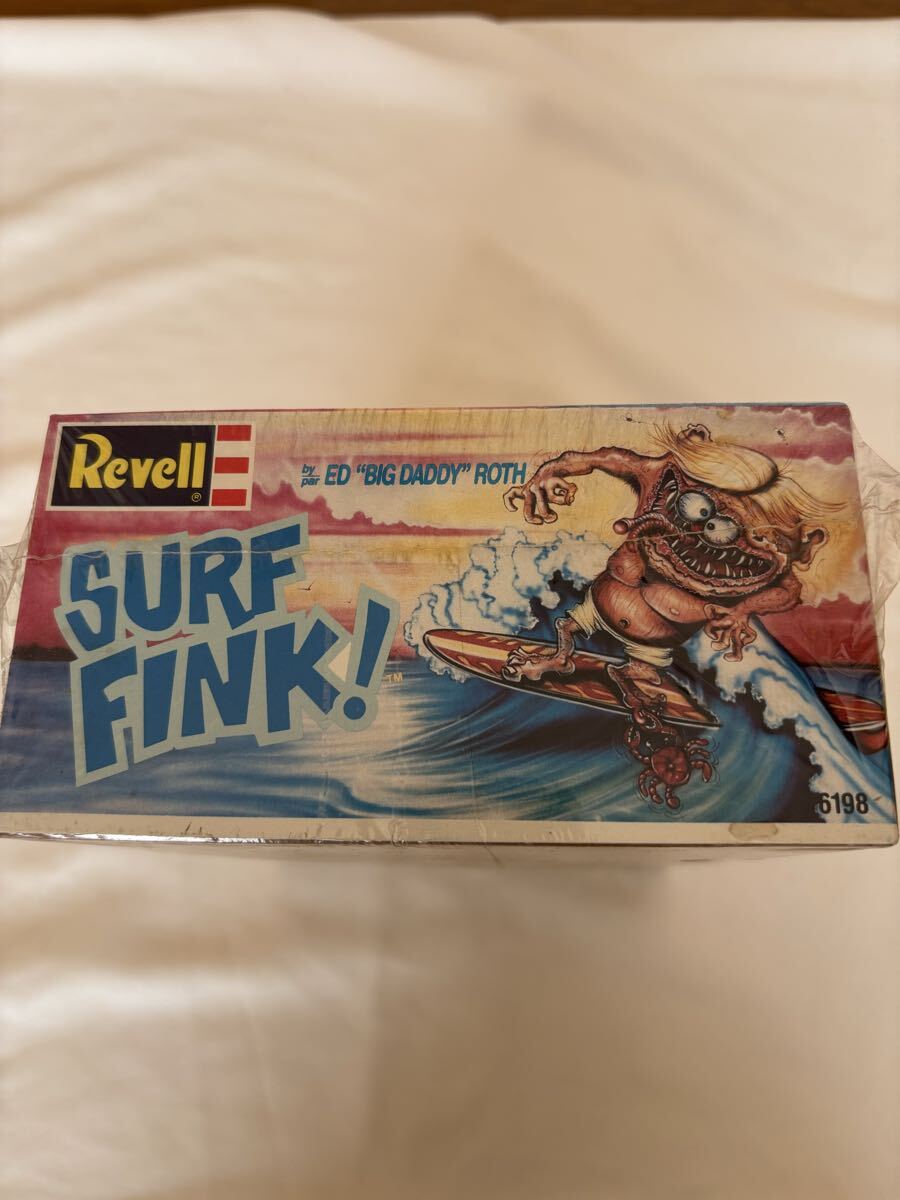 Revell®
by
par ED "BIG DADDY" ROTH
SURF
FINK!™
6198